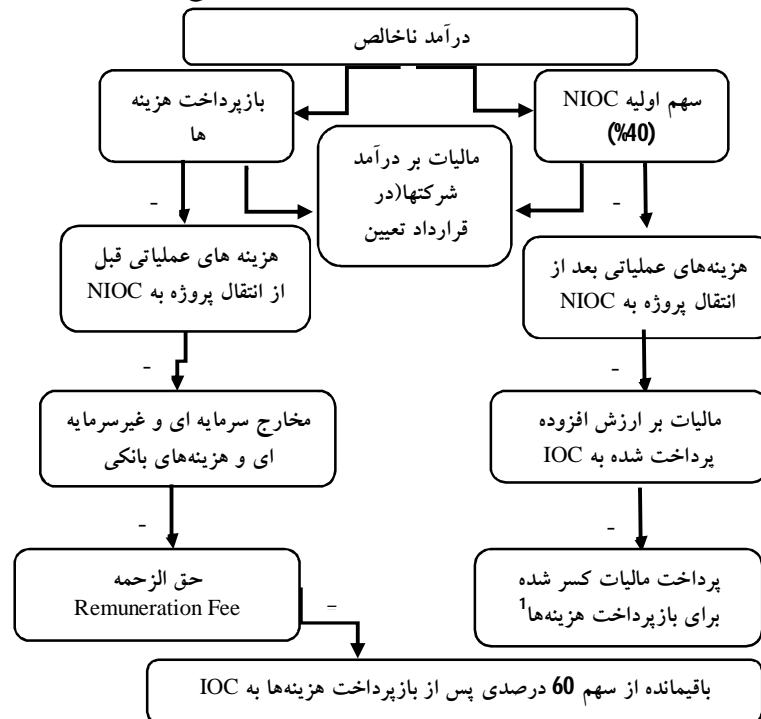 درآمد ناخالص
سهم اولیه NIOC
(%40)
بازپرداخت هزینه
ها
مالیات بر درآمد
شرکتها(در
قرارداد تعیین
هزینه‌های عملیاتی بعد از
انتقال پروژه به NIOC
هزینه های عملیاتی قبل
از انتقال پروژه به NIOC
مالیات بر ارزش افزوده
پرداخت شده به IOC
مخارج سرمایه ای و غیرسرمایه
ای و هزینه‌های بانکی
پرداخت مالیات کسر شده
برای بازپرداخت هزینه‌ها1
حق الزحمه
Remuneration Fee
باقیمانده از سهم 60 درصدی پس از بازپرداخت هزینه‌ها به IOC